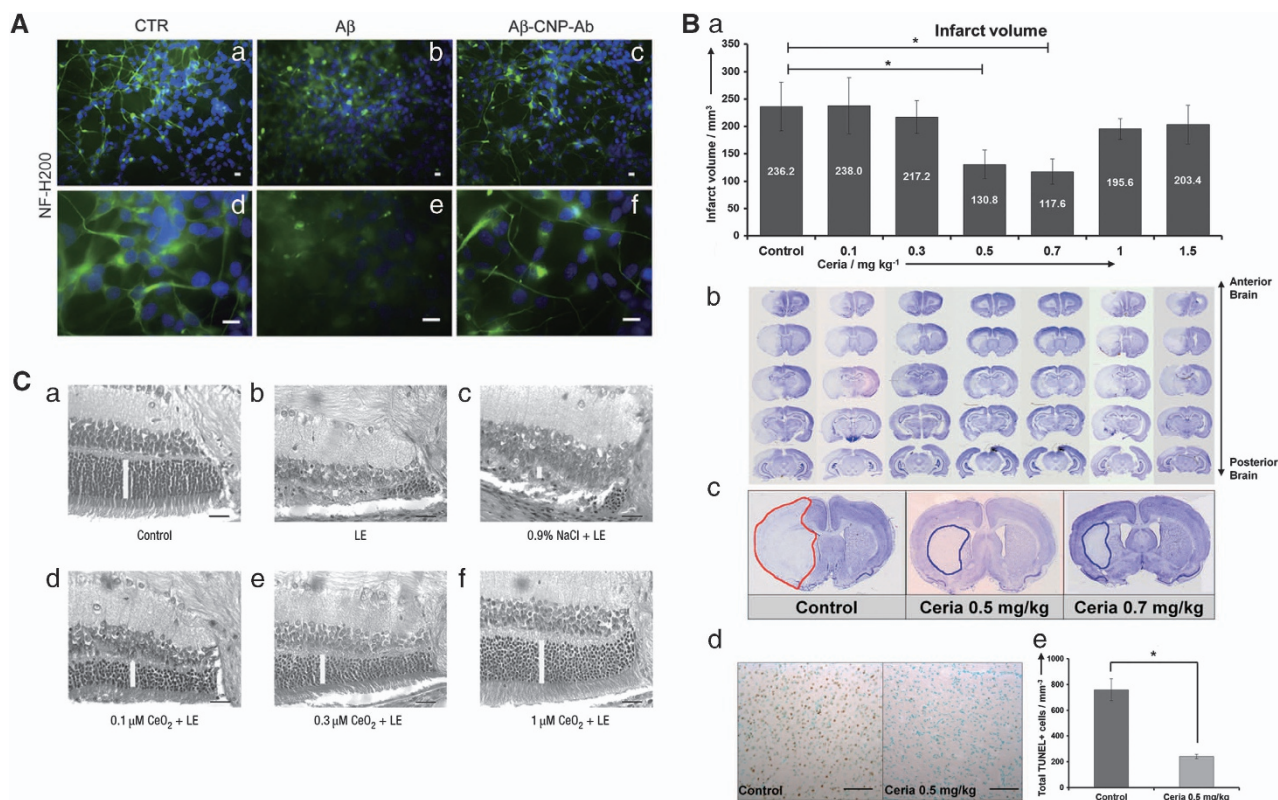 A
CTR
Aβ
Aβ-CNP-Ab
NF-H200
a
b
c
d
e
f
B
a
Infarct volume
*
*
Infarct volume / mm³
350
300
250
200
150
100
50
0
236.2
238.0
217.2
130.8
117.6
195.6
203.4
Control
0.1
0.3
0.5
0.7
1
1.5
Ceria / mg kg⁻¹
b
Anterior
Brain
Posterior
Brain
c
Control
Ceria 0.5 mg/kg
Ceria 0.7 mg/kg
d
Control
Ceria 0.5 mg/kg
e
*
Total TUNEL+ cells / mm⁻³
1000
800
600
400
200
0
Control
Ceria 0.5 mg/kg
C
a
b
c
Control
LE
0.9% NaCl + LE
d
e
f
0.1 μM CeO₂ + LE
0.3 μM CeO₂ + LE
1 μM CeO₂ + LE